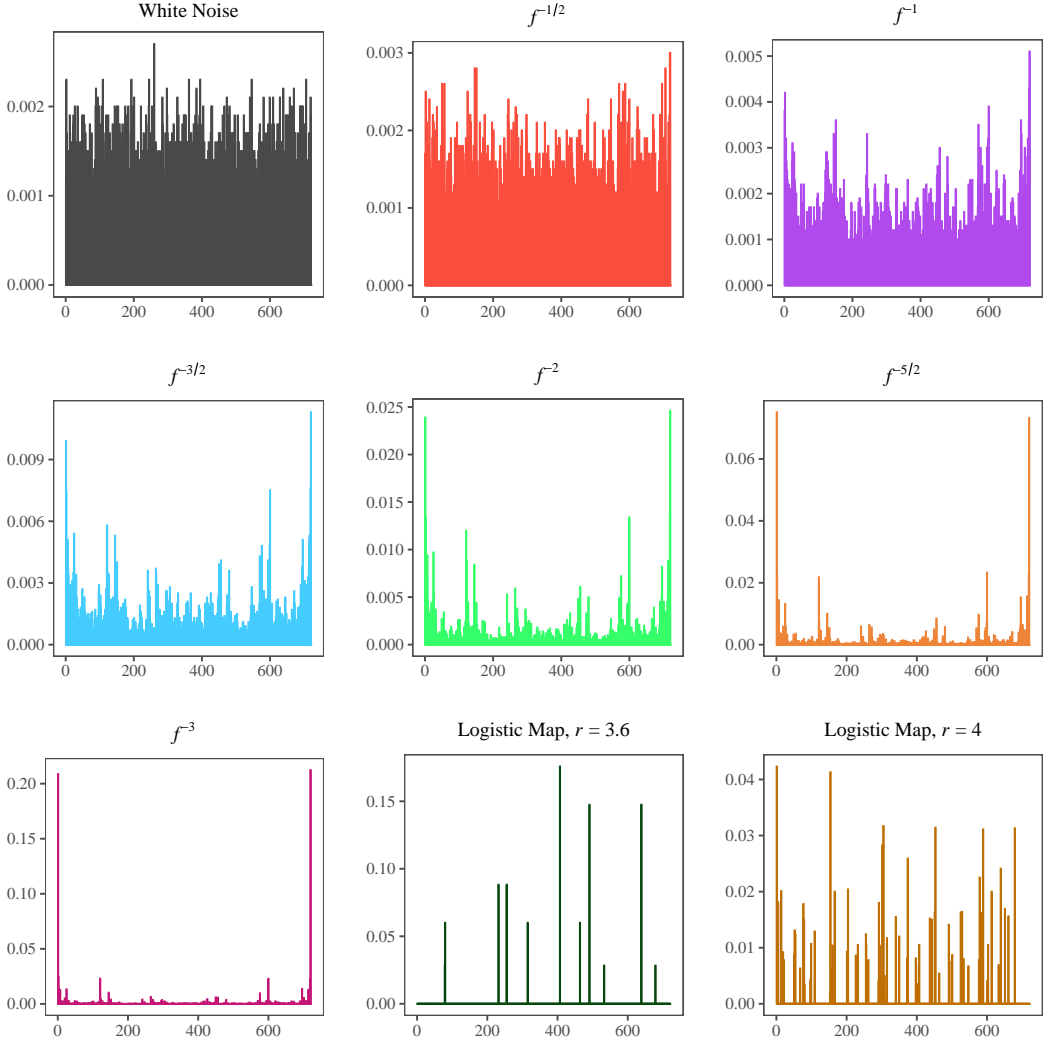 White Noise
f^{-1/2}
f^{-1}
0.002
0.001
0.000
0 200 400 600
0.003
0.002
0.001
0.000
0 200 400 600
0.005
0.004
0.003
0.002
0.001
0.000
0 200 400 600
f^{-3/2}
f^{-2}
f^{-5/2}
0.009
0.006
0.003
0.000
0 200 400 600
0.025
0.020
0.015
0.010
0.005
0.000
0 200 400 600
0.06
0.04
0.02
0.00
0 200 400 600
f^{-3}
Logistic Map, r = 3.6
Logistic Map, r = 4
0.20
0.15
0.10
0.05
0.00
0 200 400 600
0.15
0.10
0.05
0.00
0 200 400 600
0.04
0.03
0.02
0.01
0.00
0 200 400 600